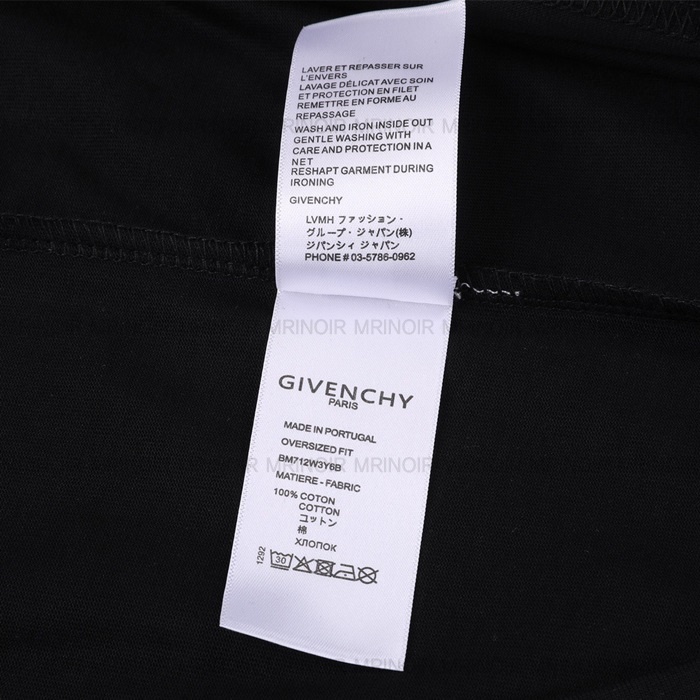 LAVER ET REPASSER SUR
L'ENVERS
LAVAGE DÉLICAT AVEC SOIN
ET PROTECTION EN FILET
REMETTRE EN FORME AU
REPASSAGE
WASH AND IRON INSIDE OUT
GENTLE WASHING WITH
CARE AND PROTECTION IN A
NET
RESHAPT GARMENT DURING
IRONING
GIVENCHY
LVMH ファッション・
グループ・ジャパン(株)
ジバンシィ ジャパン
PHONE # 03-5786-0962
MRINOIR MRINOIR MRINOIR
GIVENCHY
PARIS
MADE IN PORTUGAL
OVERSIZED FIT
BM712W3Y6B
MATIERE - FABRIC
100% COTON
COTTON
コットン
棉
ХЛОПОК
1292
30